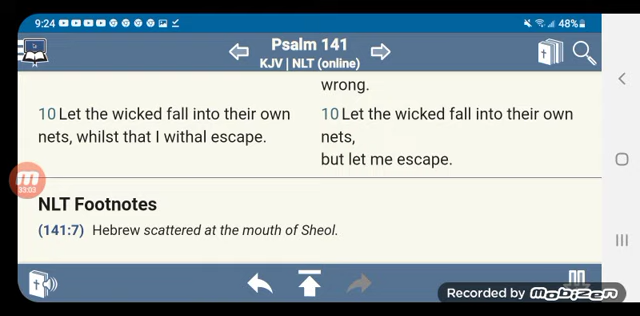 9:24
48%
Psalm 141
KJV | NLT (online)
wrong.
10 Let the wicked fall into their own
nets, whilst that I withal escape.
10 Let the wicked fall into their own
nets,
but let me escape.
33:03
NLT Footnotes
(141:7) Hebrew scattered at the mouth of Sheol.
Recorded by MOBIZEN